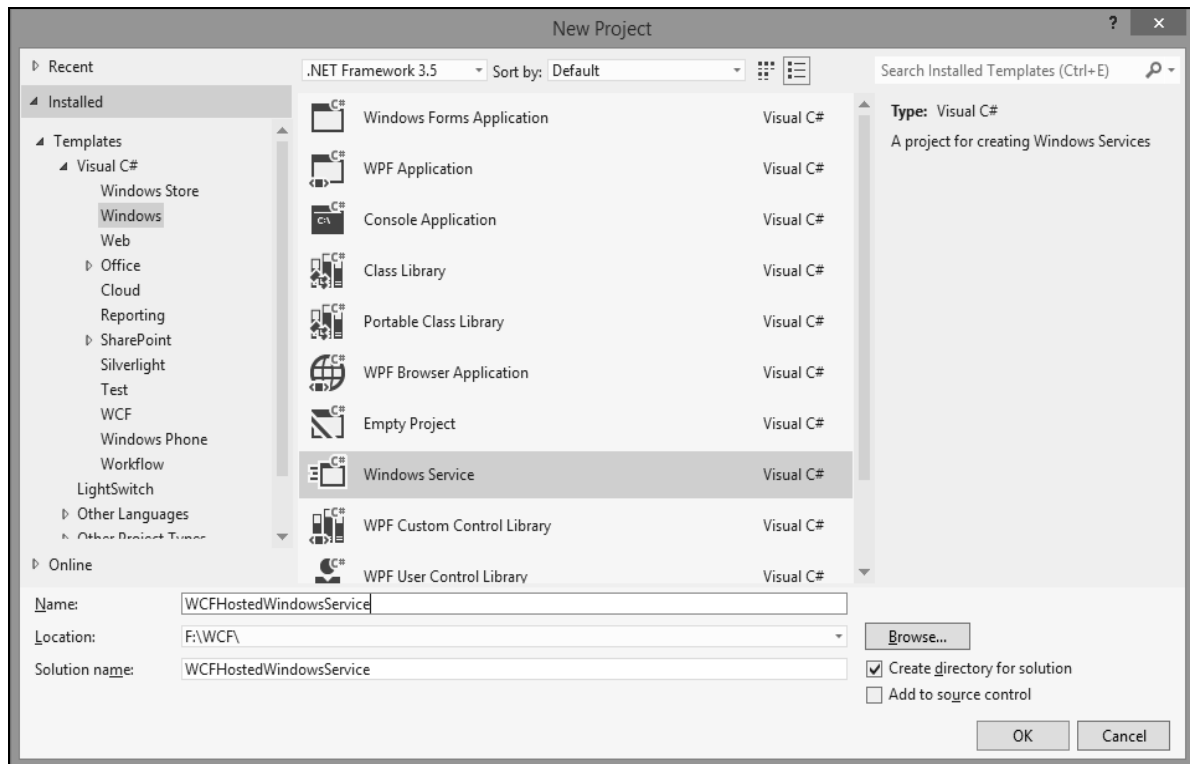 New Project
?
×
Recent
.NET Framework 3.5
Sort by: Default
Search Installed Templates (Ctrl+E)
Installed
Templates
Visual C#
Windows Store
Windows
Web
Office
Cloud
Reporting
SharePoint
Silverlight
Test
WCF
Windows Phone
Workflow
LightSwitch
Other Languages
Other Project Types
Online
C# Windows Forms Application Visual C#
C# WPF Application Visual C#
C# C:\ Console Application Visual C#
C# Class Library Visual C#
C# Portable Class Library Visual C#
C# WPF Browser Application Visual C#
C# Empty Project Visual C#
C# Windows Service Visual C#
C# WPF Custom Control Library Visual C#
C# WPF User Control Library Visual C#
Type: Visual C#
A project for creating Windows Services
Name: WCFHostedWindowsService
Location: F:\WCF\
Browse...
Solution name: WCFHostedWindowsService
Create directory for solution
Add to source control
OK
Cancel